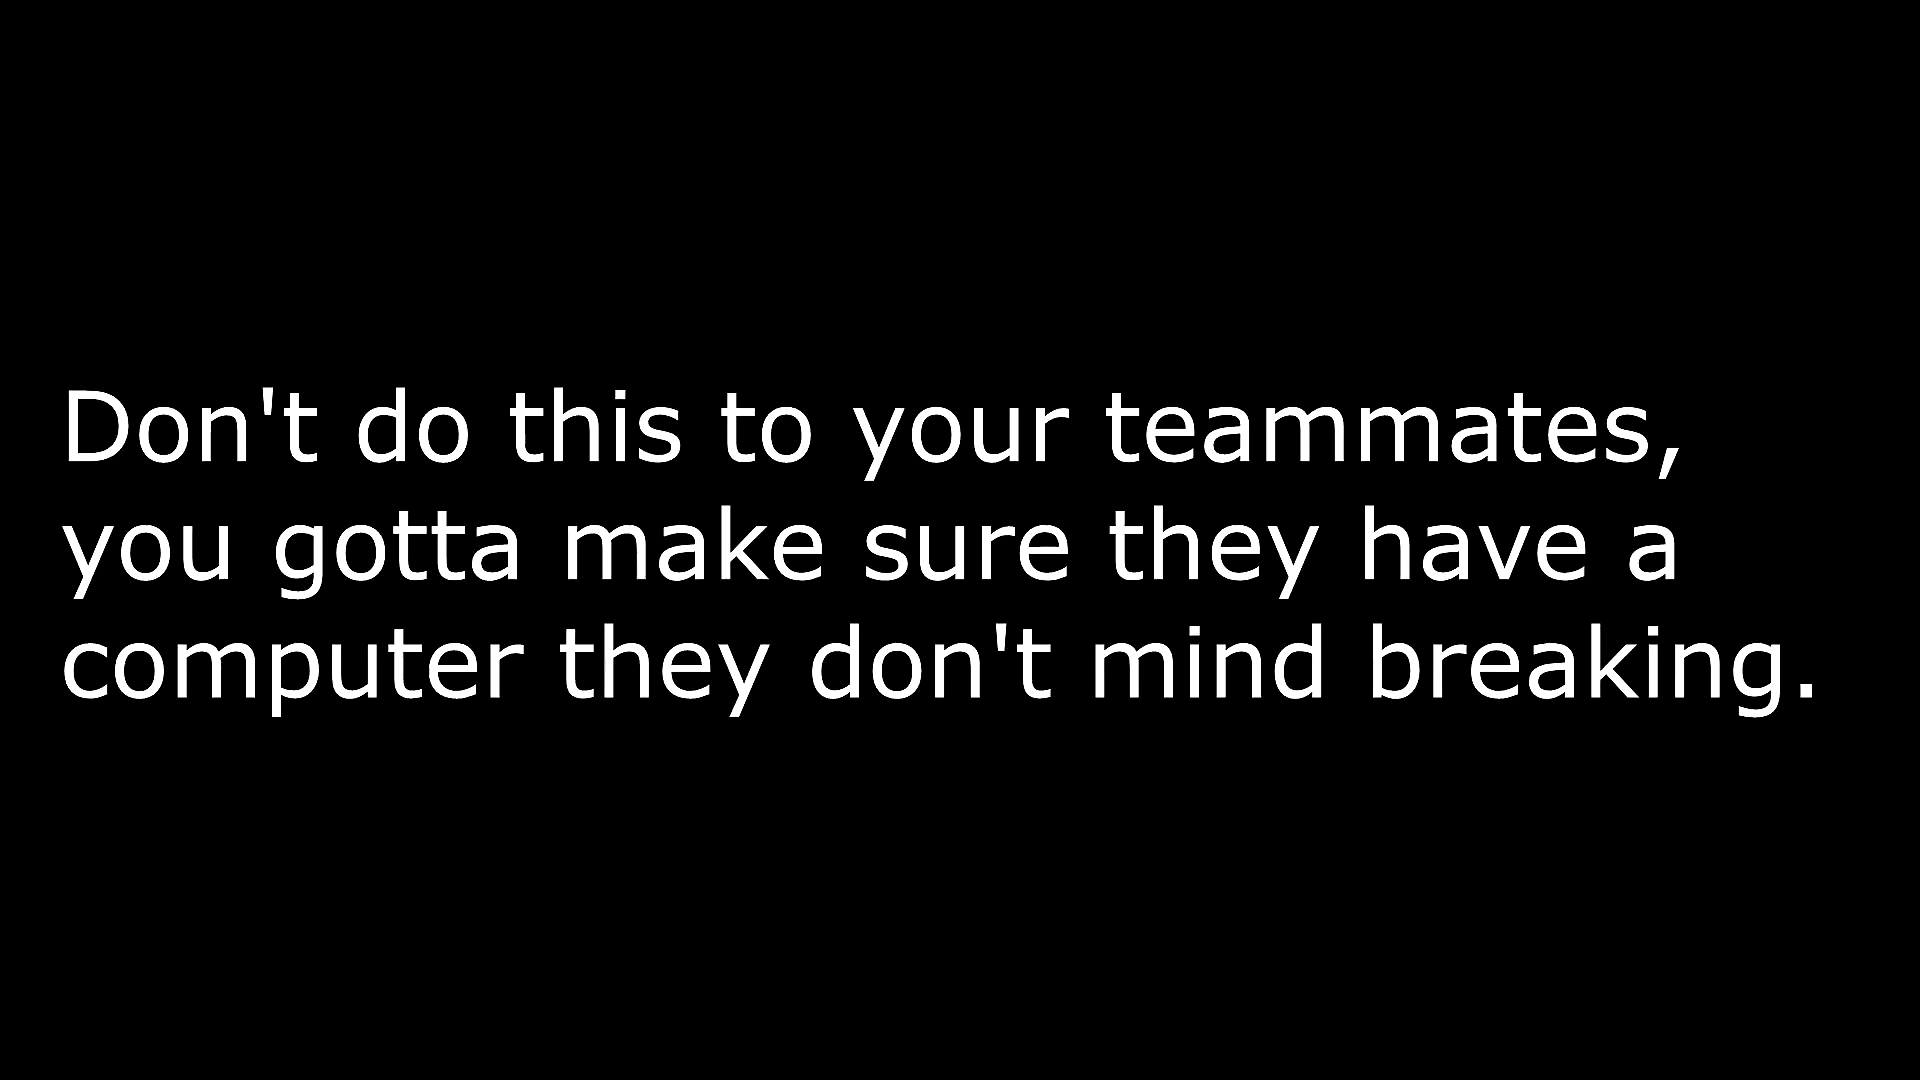 Don't do this to your teammates,
you gotta make sure they have a
computer they don't mind breaking.